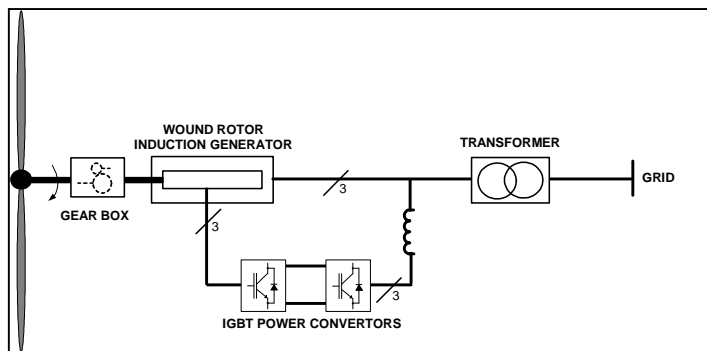 WOUND ROTOR
INDUCTION GENERATOR
TRANSFORMER
GRID
3
GEAR BOX
3
3
IGBT POWER CONVERTORS